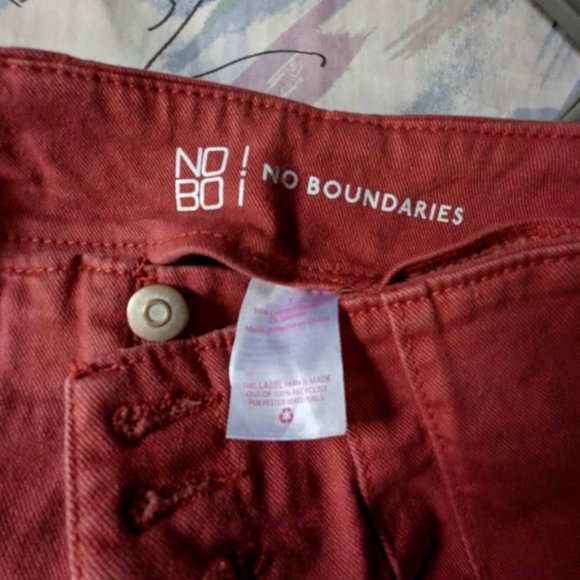 NO!
BO¡
NO BOUNDARIES
THIS LABEL YARN IS MADE
OUT OF 100% RECYCLED
POLYESTER MATERIALS